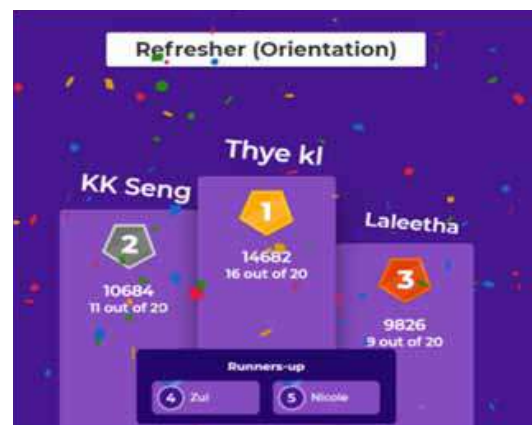 Refresher (Orientation)
Thye kl
KK Seng
Laleetha
1
14682
16 out of 20
2
10684
11 out of 20
3
9826
9 out of 20
Runners-up
4 Zul
5 Nicole